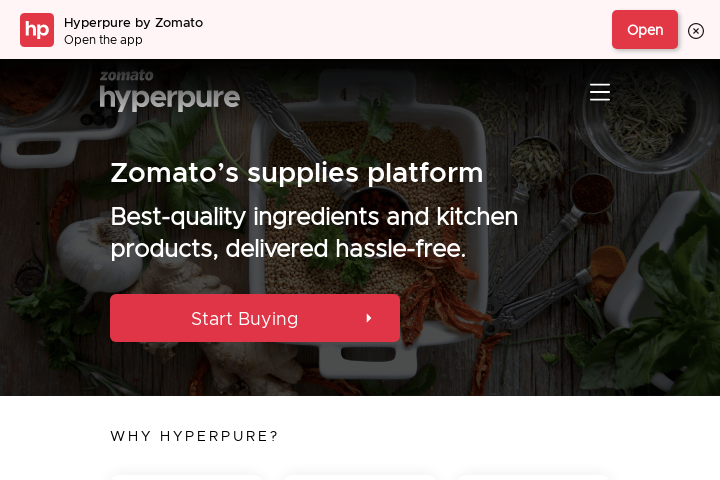 hp
Hyperpure by Zomato
Open the app
Open
zomato
hyperpure
Zomato’s supplies platform
Best-quality ingredients and kitchen
products, delivered hassle-free.
Start Buying
WHY HYPERPURE?